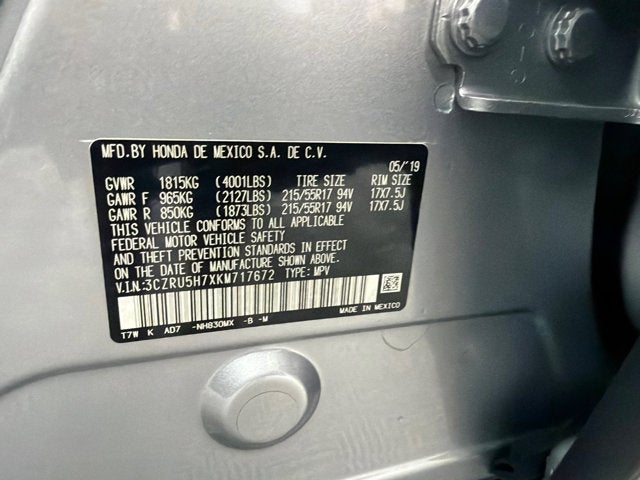 MFD.BY HONDA DE MEXICO S.A. DE C.V.
05/'19
GVWR 1815KG (4001LBS) TIRE SIZE RIM SIZE
GAWR F 965KG (2127LBS) 215/55R17 94V 17X7.5J
GAWR R 850KG (1873LBS) 215/55R17 94V 17X7.5J
THIS VEHICLE CONFORMS TO ALL APPLICABLE
FEDERAL MOTOR VEHICLE SAFETY
AND THEFT PREVENTION STANDARDS IN EFFECT
ON THE DATE OF MANUFACTURE SHOWN ABOVE.
V.I.N.:3CZRU5H7XKM717672 TYPE: MPV
T7W K AD7 -NH830MX -B -M
MADE IN MEXICO